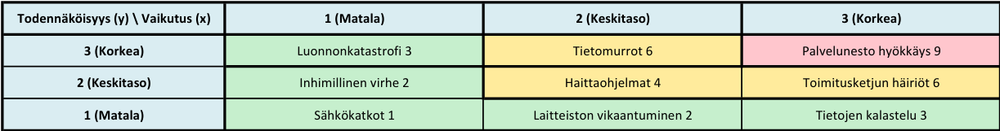 Todennäköisyys (y) \ Vaikutus (x) 1 (Matala) 2 (Keskitaso) 3 (Korkea)
3 (Korkea) Luonnonkatastrofi 3 Tietomurrot 6 Palvelunesto hyökkäys 9
2 (Keskitaso) Inhimillinen virhe 2 Haittaohjelmat 4 Toimitusketjun häiriöt 6
1 (Matala) Sähkökatkot 1 Laitteiston vikaantuminen 2 Tietojen kalastelu 3